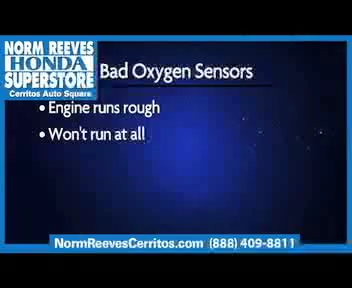 NORM REEVES
HONDA
SUPERSTORE
Cerritos Auto Square
Bad Oxygen Sensors
• Engine runs rough
• Won't run at all
NormReevesCerritos.com (888) 409-8811